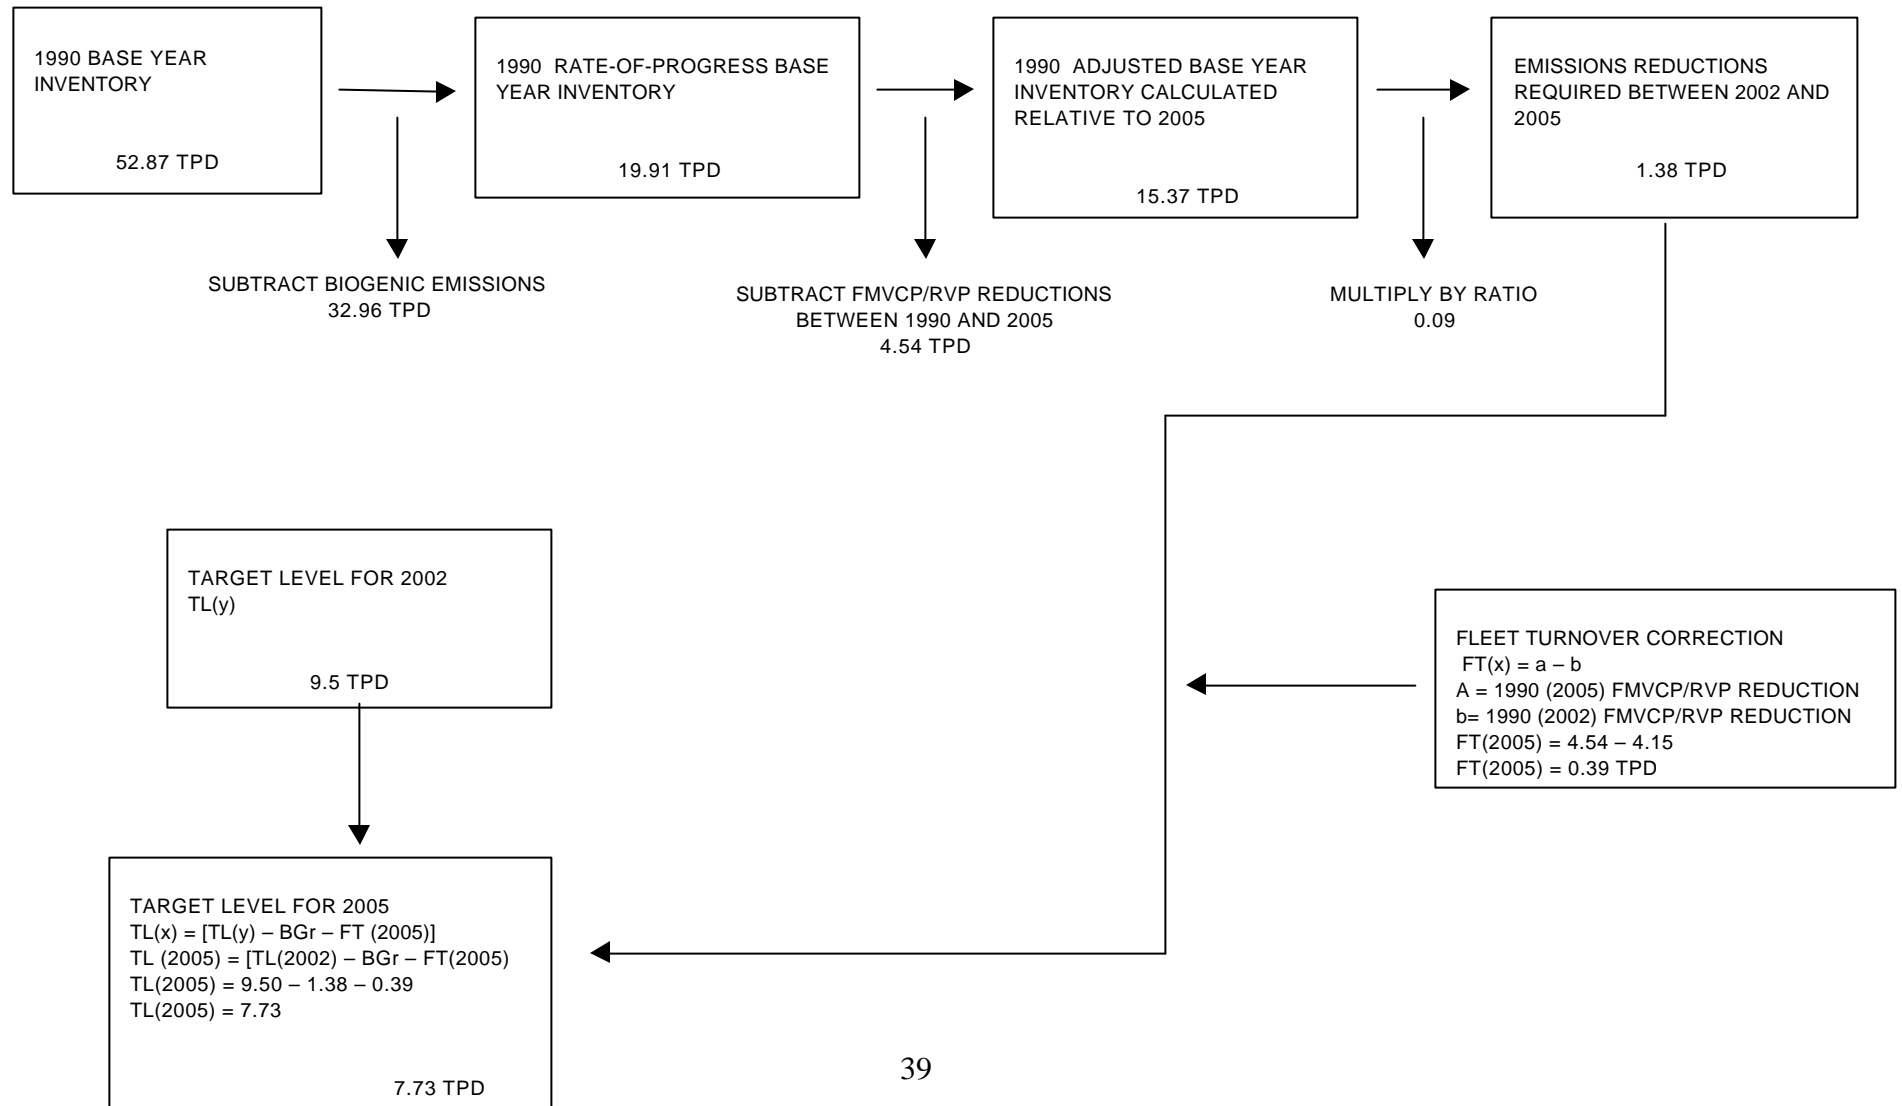 1990 BASE YEAR
INVENTORY
52.87 TPD
1990  RATE-OF-PROGRESS BASE
YEAR INVENTORY
19.91 TPD
1990  ADJUSTED BASE YEAR
INVENTORY CALCULATED
RELATIVE TO 2005
15.37 TPD
EMISSIONS REDUCTIONS
REQUIRED BETWEEN 2002 AND
2005
1.38 TPD
SUBTRACT BIOGENIC EMISSIONS
32.96 TPD
SUBTRACT FMVCP/RVP REDUCTIONS
BETWEEN 1990 AND 2005
4.54 TPD
MULTIPLY BY RATIO
0.09
TARGET LEVEL FOR 2002
TL(y)
9.5 TPD
FLEET TURNOVER CORRECTION
FT(x) = a – b
A = 1990 (2005) FMVCP/RVP REDUCTION
b= 1990 (2002) FMVCP/RVP REDUCTION
FT(2005) = 4.54 – 4.15
FT(2005) = 0.39 TPD
TARGET LEVEL FOR 2005
TL(x) = [TL(y) – BGr – FT (2005)]
TL (2005) = [TL(2002) – BGr – FT(2005)
TL(2005) = 9.50 – 1.38 – 0.39
TL(2005) = 7.73
7.73 TPD
39